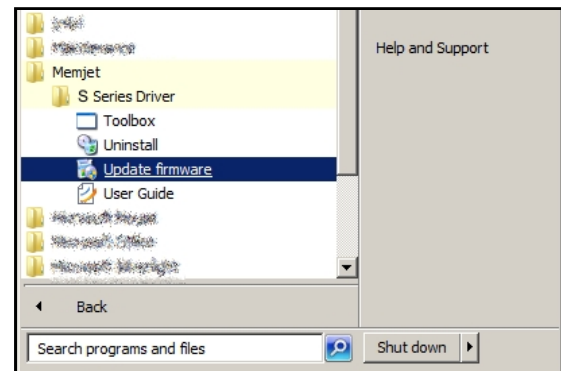 Maintenance
Help and Support
Memjet
S Series Driver
Toolbox
Uninstall
Update firmware
User Guide
Back
Search programs and files
Shut down